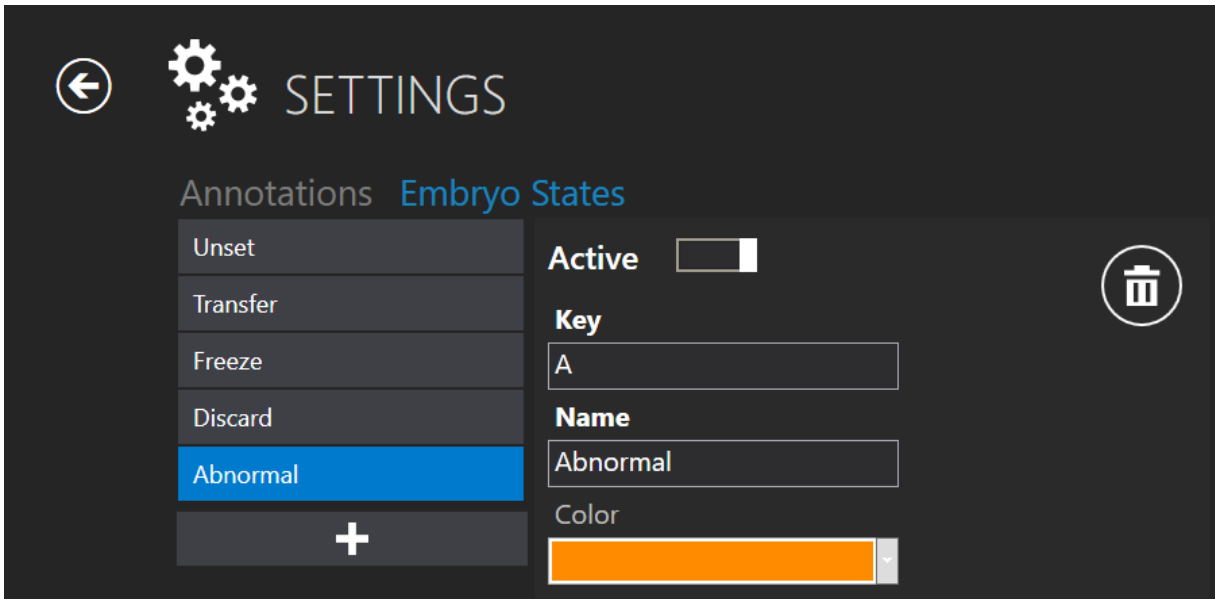 SETTINGS
Annotations Embryo States
Unset
Transfer
Freeze
Discard
Abnormal
Active
Key
A
Name
Abnormal
Color